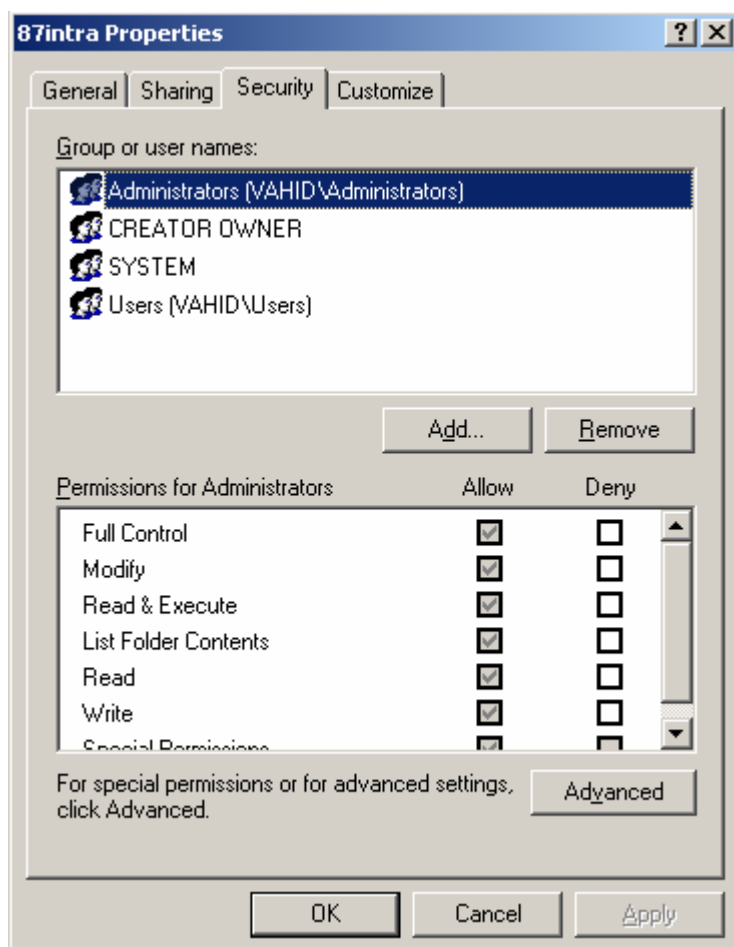 87intra Properties
General Sharing Security Customize
Group or user names:
Administrators (VAHID\Administrators)
CREATOR OWNER
SYSTEM
Users (VAHID\Users)
Add... Remove
Permissions for Administrators Allow Deny
Full Control
Modify
Read & Execute
List Folder Contents
Read
Write
Special Permissions
For special permissions or for advanced settings, Advanced
click Advanced.
OK Cancel Apply